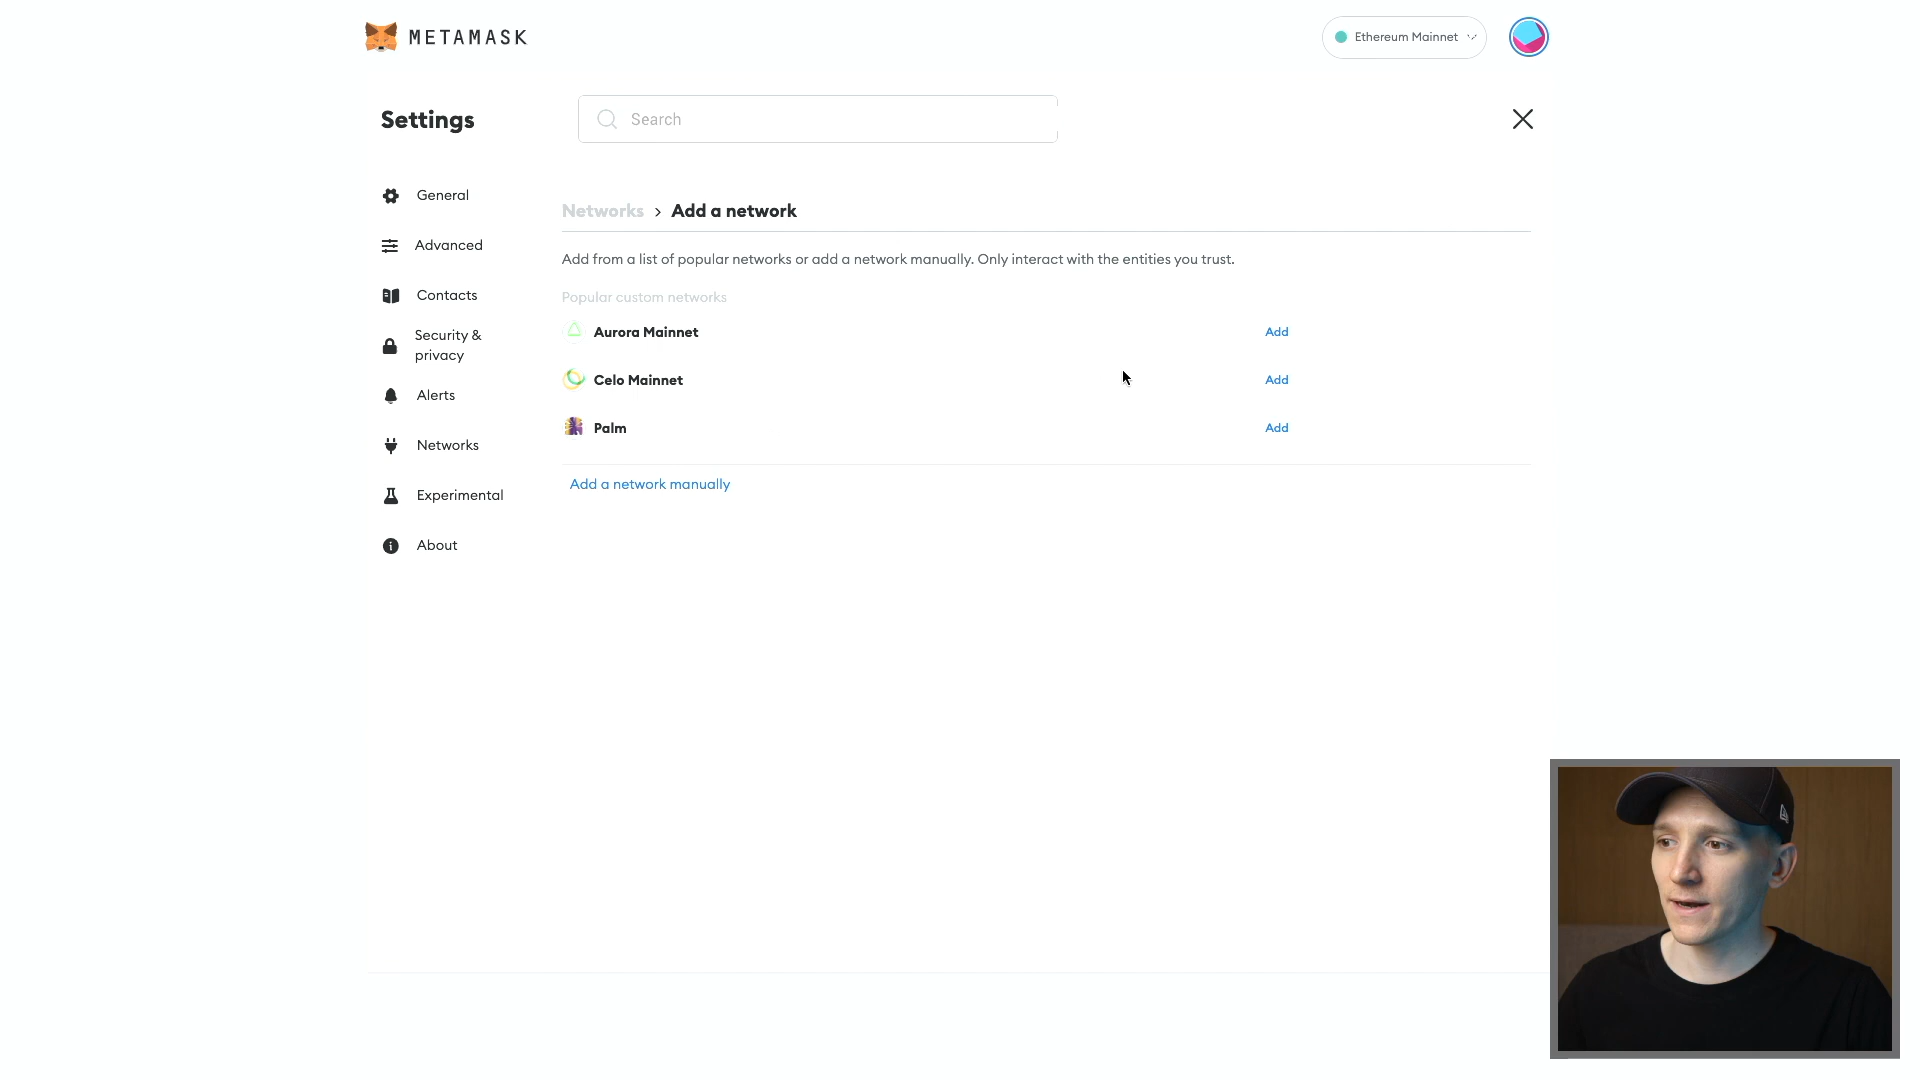 METAMASK
Ethereum Mainnet
Settings
Search
General
Advanced
Contacts
Security &
privacy
Alerts
Networks
Experimental
About
Networks > Add a network
Add from a list of popular networks or add a network manually. Only interact with the entities you trust.
Popular custom networks
Aurora Mainnet Add
Celo Mainnet Add
Palm Add
Add a network manually